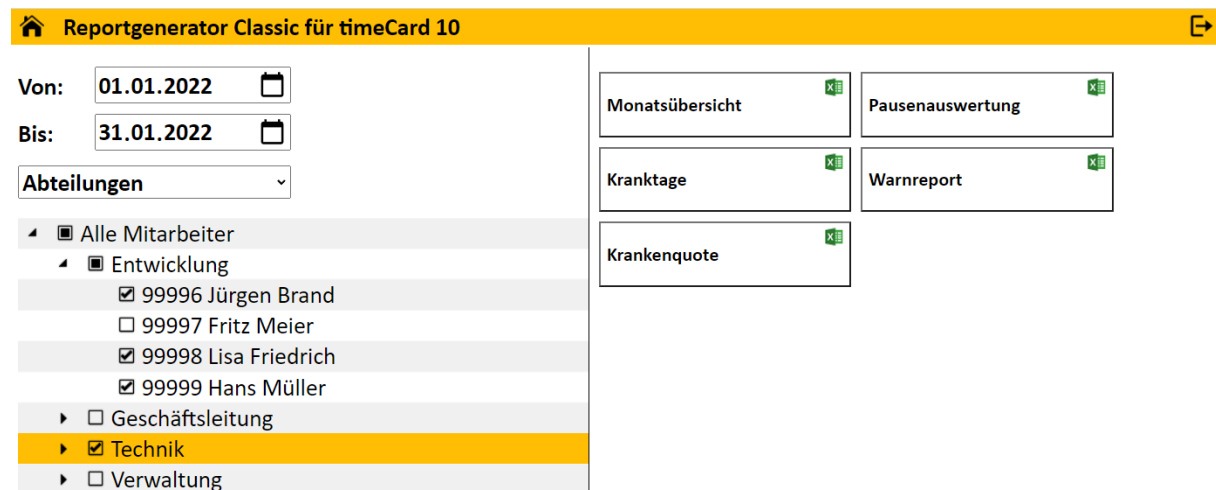 Reportgenerator Classic für timeCard 10
Von: 01.01.2022
Bis: 31.01.2022
Abteilungen
Alle Mitarbeiter
Entwicklung
99996 Jürgen Brand
99997 Fritz Meier
99998 Lisa Friedrich
99999 Hans Müller
Geschäftsleitung
Technik
Verwaltung
Monatsübersicht
Pausenauswertung
Kranktage
Warnreport
Krankenquote